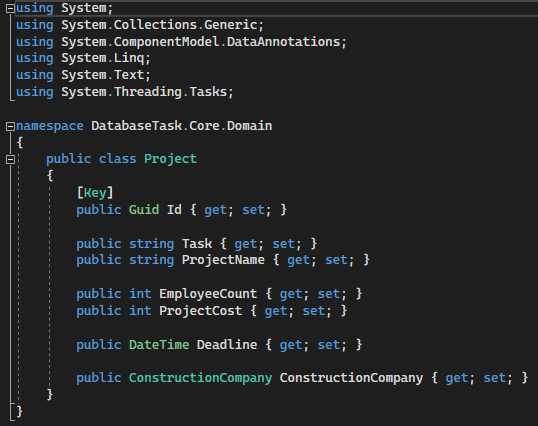 using System;
using System.Collections.Generic;
using System.ComponentModel.DataAnnotations;
using System.Linq;
using System.Text;
using System.Threading.Tasks;
namespace DatabaseTask.Core.Domain
{
public class Project
{
[Key]
public Guid Id { get; set; }
public string Task { get; set; }
public string ProjectName { get; set; }
public int EmployeeCount { get; set; }
public int ProjectCost { get; set; }
public DateTime Deadline { get; set; }
public ConstructionCompany ConstructionCompany { get; set; }
}
}